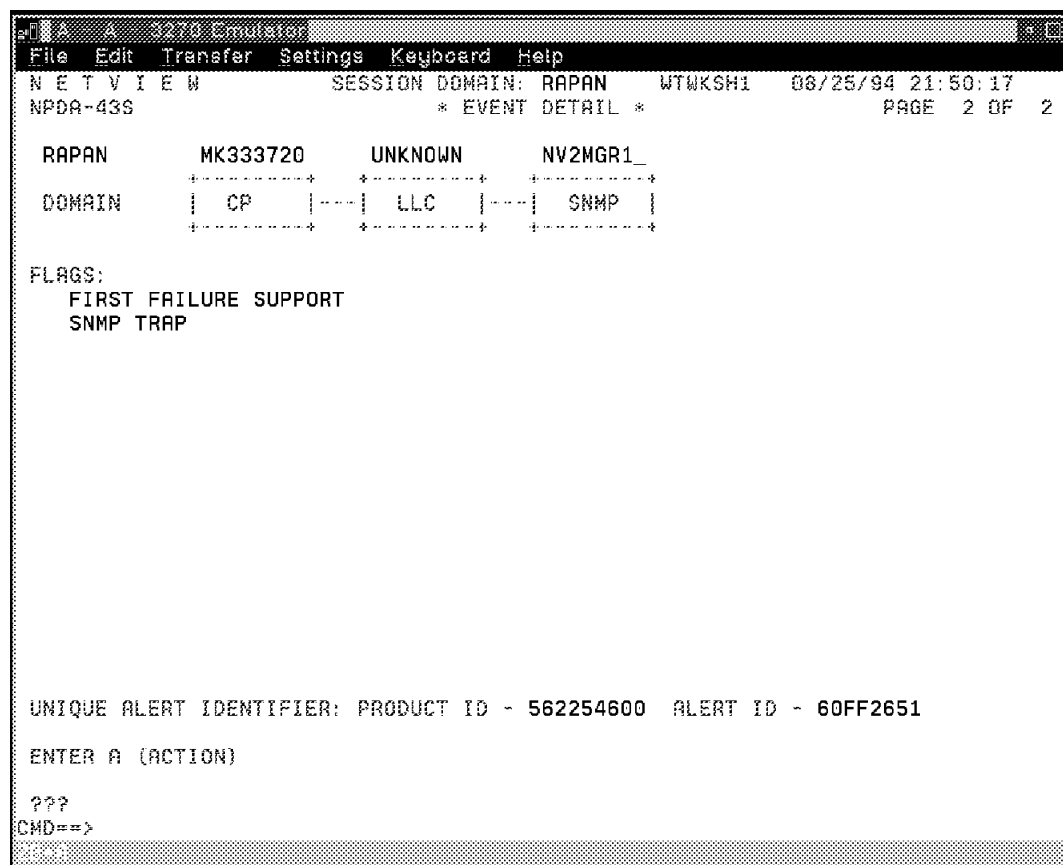 A A 3270 Emulator
File Edit Transfer Settings Keyboard Help
N E T V I E W SESSION DOMAIN: RAPAN WTWKSH1 08/25/94 21:50:17
NPDA-43S * EVENT DETAIL * PAGE 2 OF 2
RAPAN MK333720 UNKNOWN NV2MGR1_
+---------+ +---------+ +---------+
DOMAIN | CP |---| LLC |---| SNMP |
+---------+ +---------+ +---------+
FLAGS:
FIRST FAILURE SUPPORT
SNMP TRAP
UNIQUE ALERT IDENTIFIER: PRODUCT ID - 562254600 ALERT ID - 60FF2651
ENTER A (ACTION)
???
CMD==>